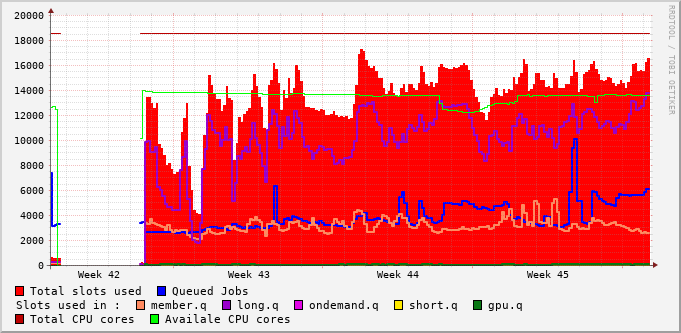 20000
18000
16000
14000
12000
10000
8000
6000
4000
2000
0
Week 42 Week 43 Week 44 Week 45
RRDTOOL / TOBI OETIKER
Total slots used Queued Jobs
Slots used in : member.q long.q ondemand.q short.q gpu.q
Total CPU cores Availale CPU cores